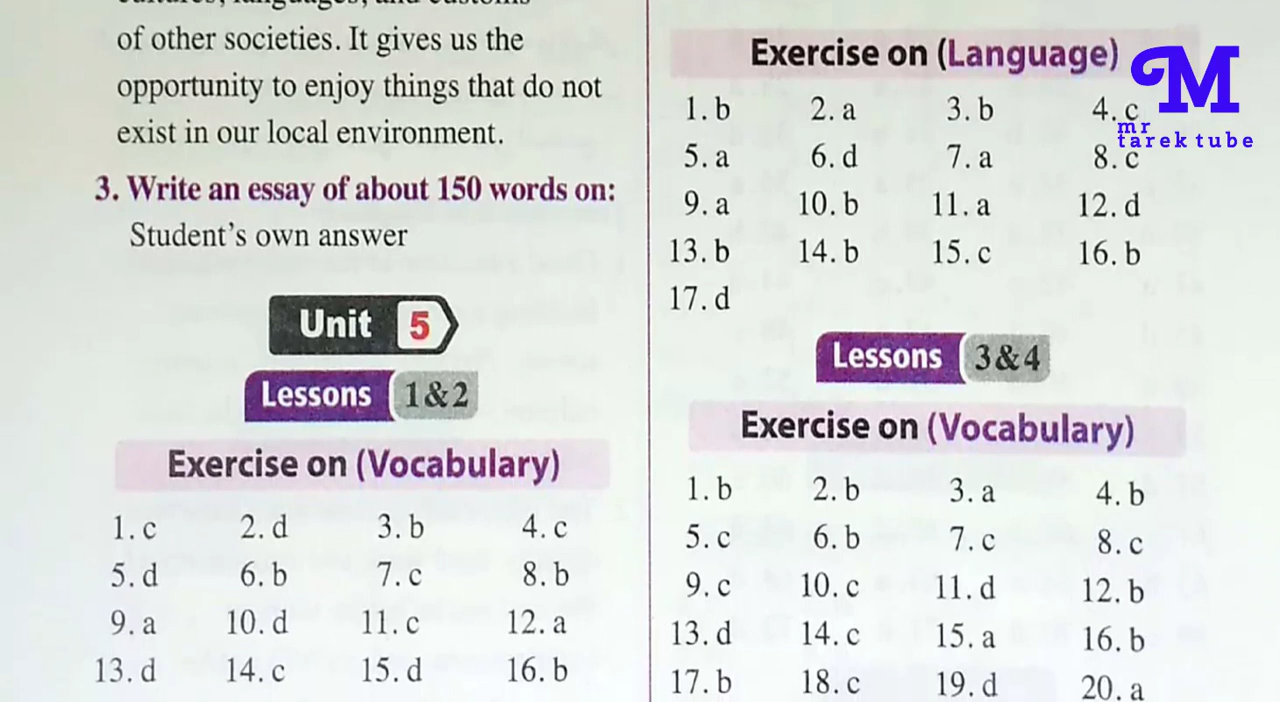 cultures, languages, and customs
of other societies. It gives us the
opportunity to enjoy things that do not
exist in our local environment.
3. Write an essay of about 150 words on:
Student's own answer
Unit 5
Lessons 1&2
Exercise on (Vocabulary)
1. c 2. d 3. b 4. c
5. d 6. b 7. c 8. b
9. a 10. d 11. c 12. a
13. d 14. c 15. d 16. b
Exercise on (Language)
1. b 2. a 3. b 4. c
5. a 6. d 7. a 8. c
9. a 10. b 11. a 12. d
13. b 14. b 15. c 16. b
17. d
Lessons 3&4
Exercise on (Vocabulary)
1. b 2. b 3. a 4. b
5. c 6. b 7. c 8. c
9. c 10. c 11. d 12. b
13. d 14. c 15. a 16. b
17. b 18. c 19. d 20. a
M
mr
tarek tube